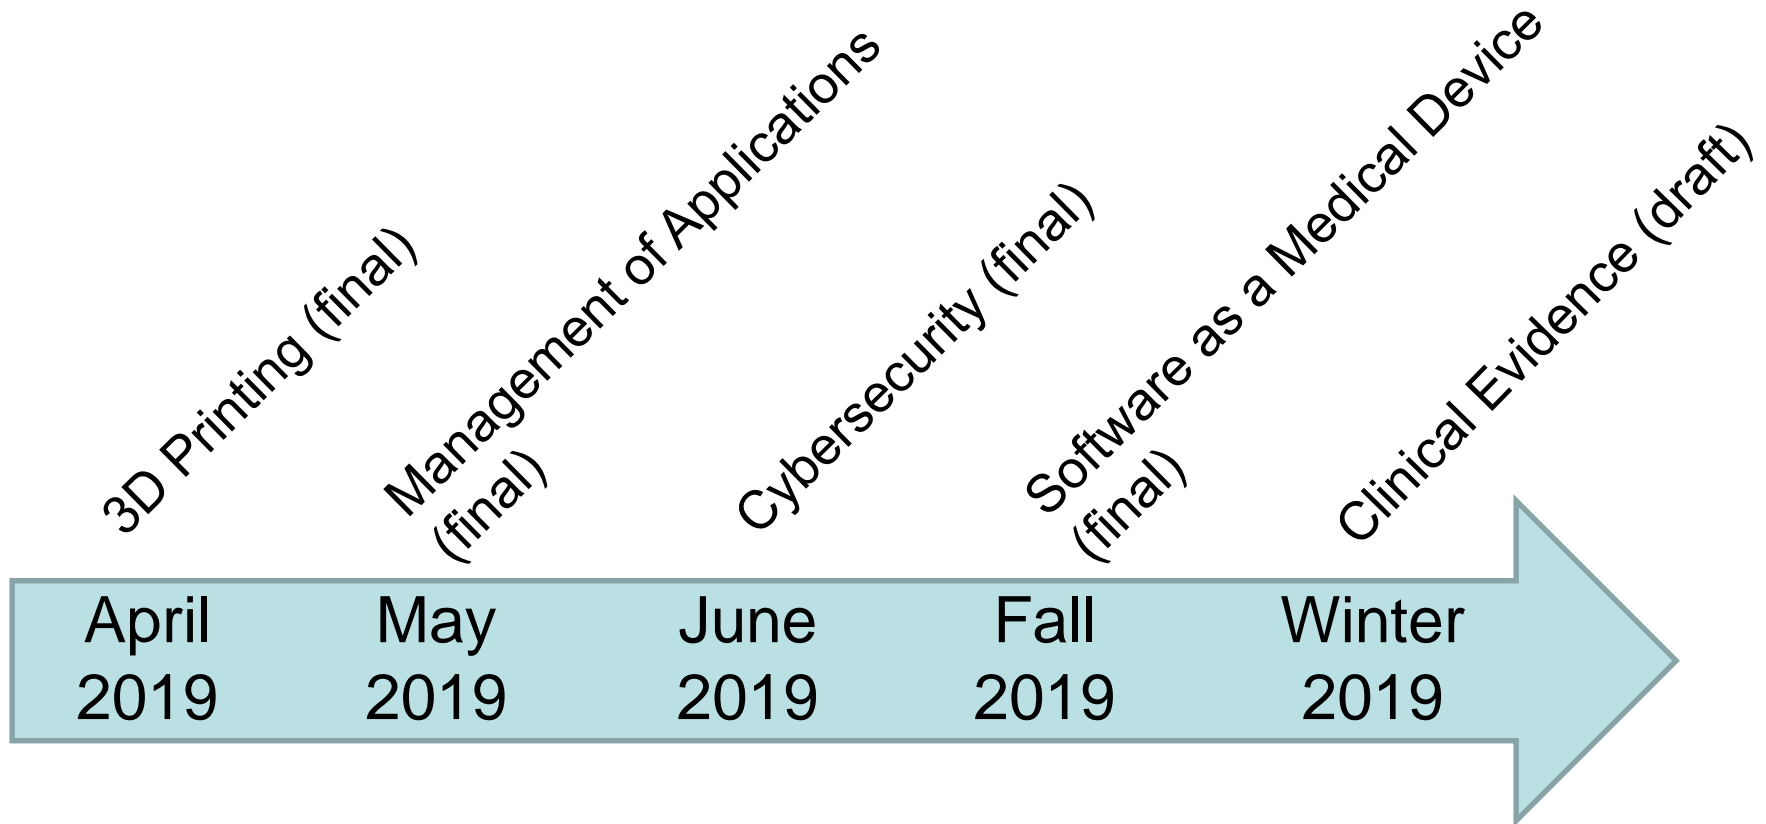 3D Printing (final)
Management of Applications
(final)
Cybersecurity (final)
Software as a Medical Device
(final)
Clinical Evidence (draft)
April
2019
May
2019
June
2019
Fall
2019
Winter
2019